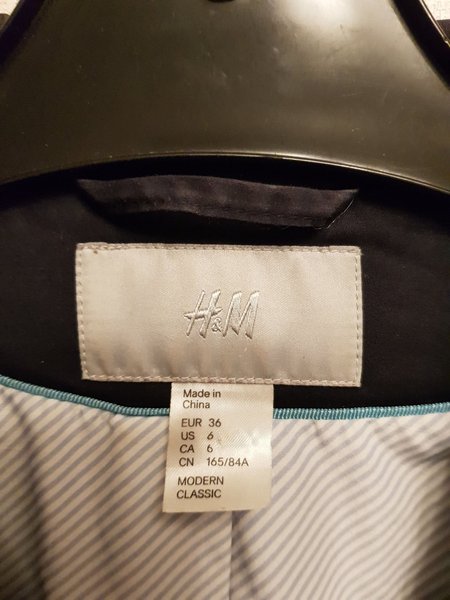 H&M
Made in
China
EUR 36
US 6
CA 6
CN 165/84A
MODERN
CLASSIC